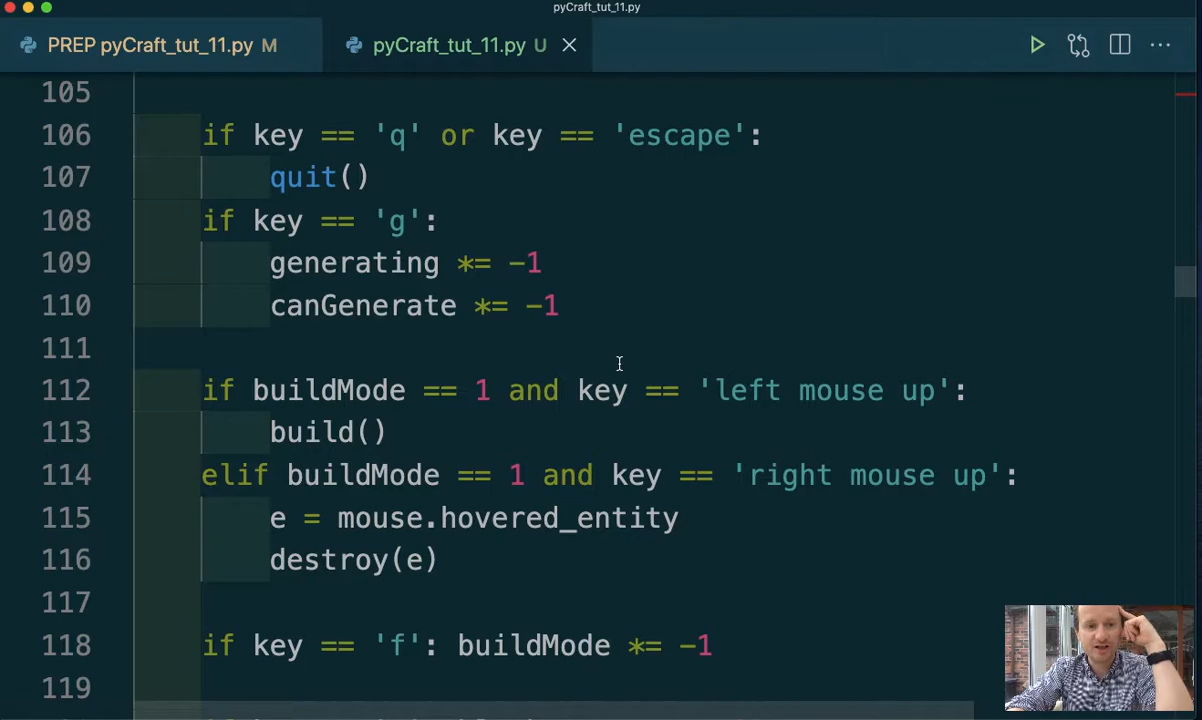 pyCraft_tut_11.py
PREP pyCraft_tut_11.py M
pyCraft_tut_11.py U
105
106 if key == 'q' or key == 'escape':
107 quit()
108 if key == 'g':
109 generating *= -1
110 canGenerate *= -1
111
112 if buildMode == 1 and key == 'left mouse up':
113 build()
114 elif buildMode == 1 and key == 'right mouse up':
115 e = mouse.hovered_entity
116 destroy(e)
117
118 if key == 'f': buildMode *= -1
119